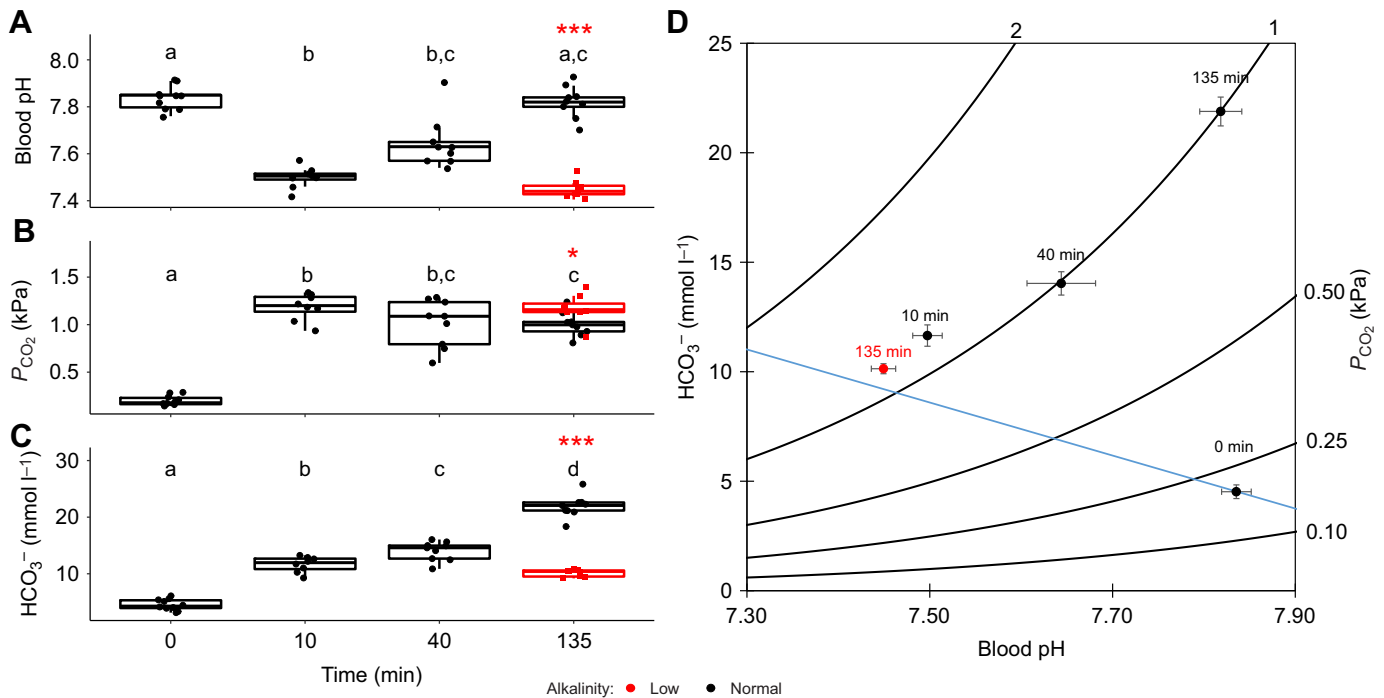 A
Blood pH
8.0
7.8
7.6
7.4
a
b
b,c
***
a,c
B
PCO2 (kPa)
1.5
1.0
0.5
a
b
b,c
*
c
C
HCO3− (mmol l−1)
30
20
10
a
b
c
***
d
0
10
40
135
Time (min)
D
2
1
HCO3− (mmol l−1)
25
20
15
10
5
0
135 min
40 min
10 min
135 min
0 min
0.50
0.25
0.10
PCO2 (kPa)
7.30
7.50
7.70
7.90
Blood pH
Alkalinity: Low Normal